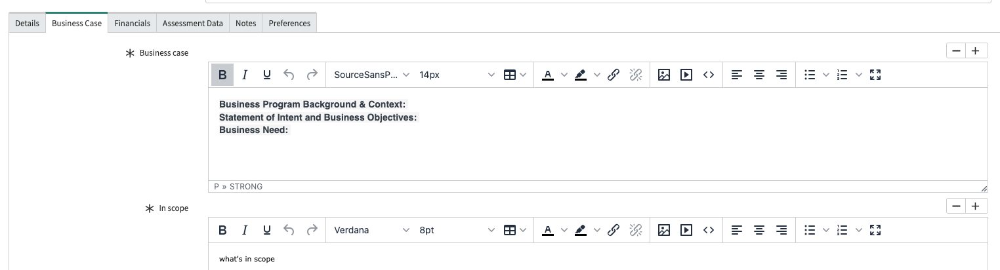 Details Business Case Financials Assessment Data Notes Preferences
Business case
B I U SourceSansP... 14px A
Business Program Background & Context:
Statement of Intent and Business Objectives:
Business Need:
P » STRONG
In scope
B I U Verdana 8pt A
what's in scope